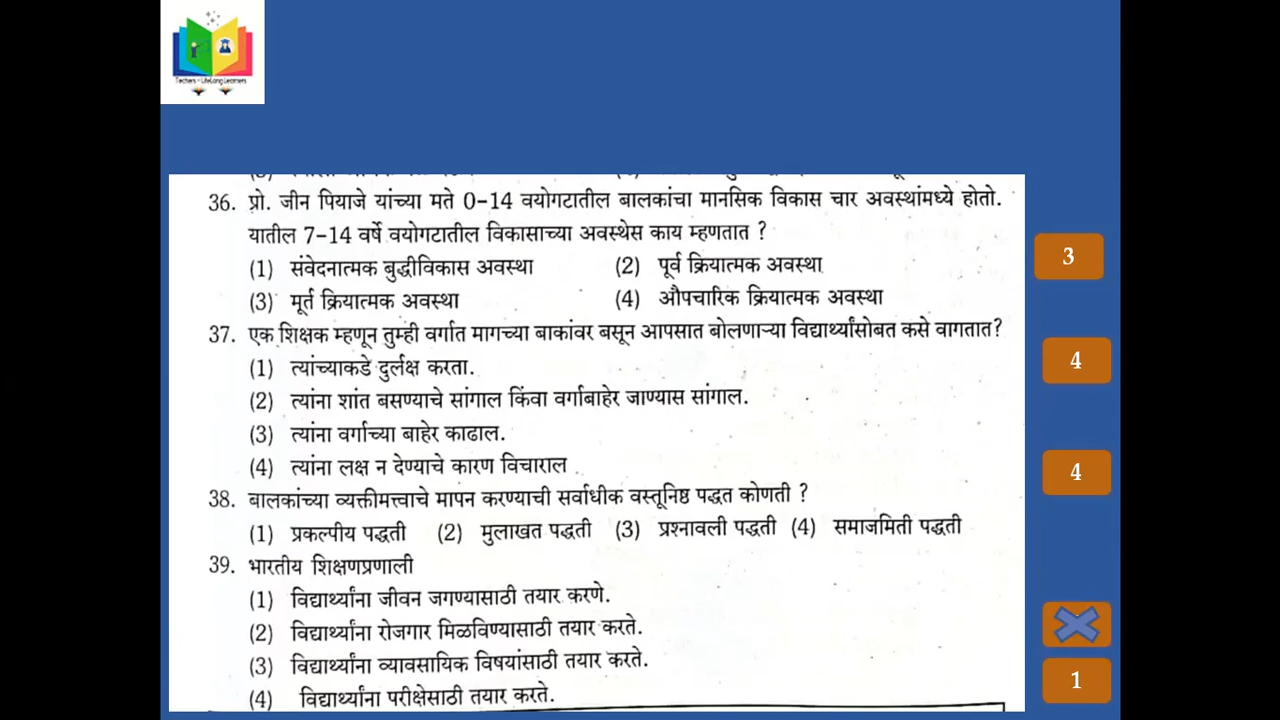 Techers - LifeLong Learners
36. प्रो. जीन पियाजे यांच्या मते 0-14 वयोगटातील बालकांचा मानसिक विकास चार अवस्थांमध्ये होतो.
यातील 7-14 वर्षे वयोगटातील विकासाच्या अवस्थेस काय म्हणतात ?
3
(1) संवेदनात्मक बुद्धीविकास अवस्था (2) पूर्व क्रियात्मक अवस्था
(3) मूर्त क्रियात्मक अवस्था (4) औपचारिक क्रियात्मक अवस्था
37. एक शिक्षक म्हणून तुम्ही वर्गात मागच्या बाकांवर बसून आपसात बोलणाऱ्या विद्यार्थ्यांसोबत कसे वागतात?
4
(1) त्यांच्याकडे दुर्लक्ष करता.
(2) त्यांना शांत बसण्याचे सांगाल किंवा वर्गाबाहेर जाण्यास सांगाल.
(3) त्यांना वर्गाच्या बाहेर काढाल.
(4) त्यांना लक्ष न देण्याचे कारण विचाराल
4
38. बालकांच्या व्यक्तीमत्त्वाचे मापन करण्याची सर्वाधीक वस्तूनिष्ठ पद्धत कोणती ?
(1) प्रकल्पीय पद्धती (2) मुलाखत पद्धती (3) प्रश्नावली पद्धती (4) समाजमिती पद्धती
39. भारतीय शिक्षणप्रणाली
(1) विद्यार्थ्यांना जीवन जगण्यासाठी तयार करणे.
(2) विद्यार्थ्यांना रोजगार मिळविण्यासाठी तयार करते.
(3) विद्यार्थ्यांना व्यावसायिक विषयांसाठी तयार करते.
1
(4) विद्यार्थ्यांना परीक्षेसाठी तयार करते.